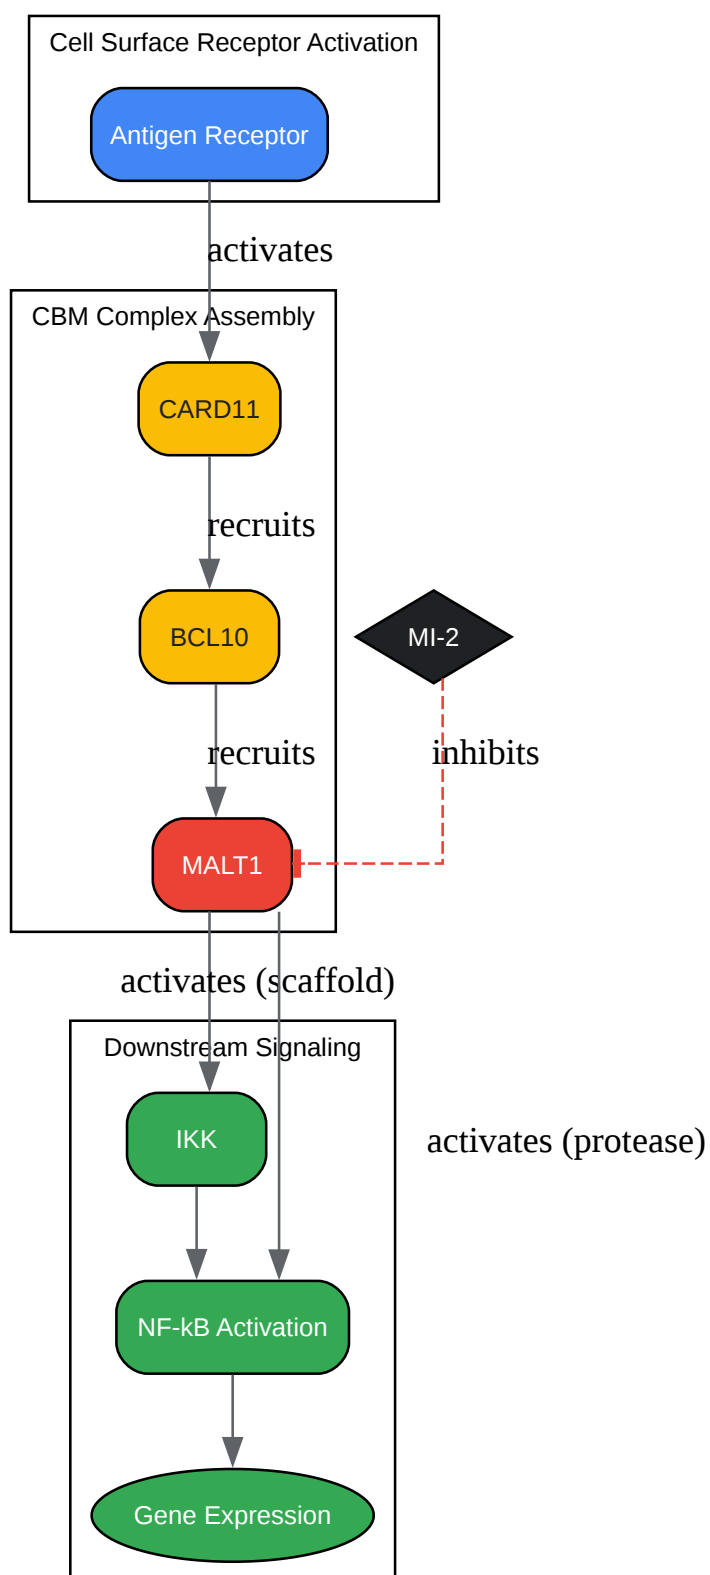 Cell Surface Receptor Activation
Antigen Receptor
activates
CBM Complex Assembly
CARD11
recruits
BCL10
MI-2
recruits
inhibits
MALT1
activates (scaffold)
Downstream Signaling
IKK
activates (protease)
NF-kB Activation
Gene Expression